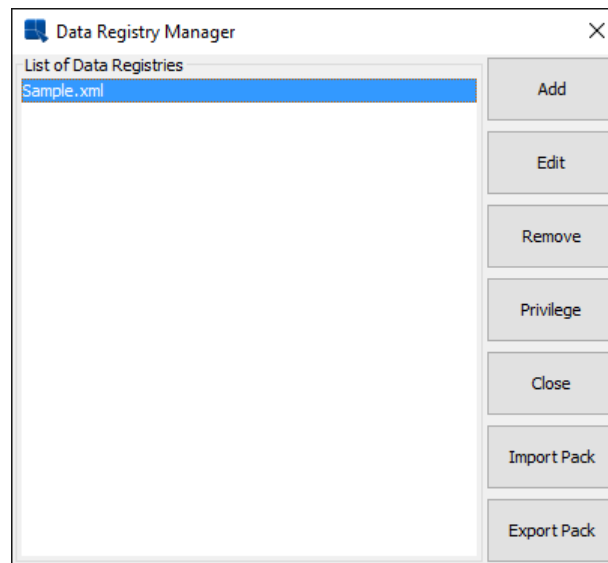 Data Registry Manager
List of Data Registries
Sample.xml
Add
Edit
Remove
Privilege
Close
Import Pack
Export Pack